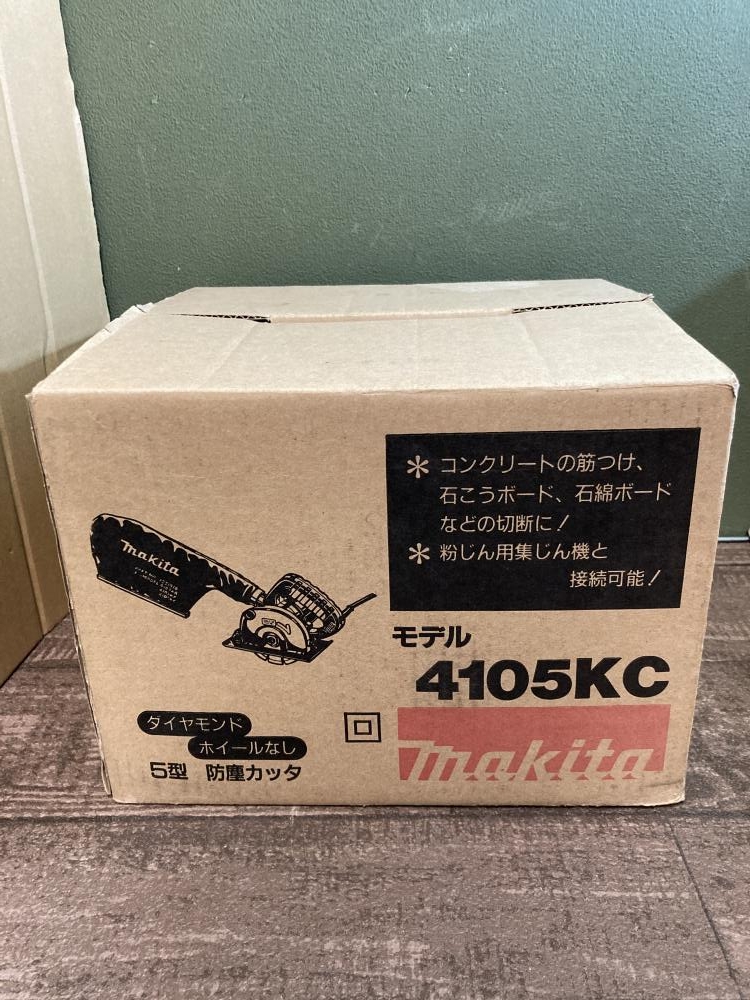 * コンクリートの筋つけ、
石こうボード、石綿ボード
などの切断に!
* 粉じん用集じん機と
接続可能!
makita
モデル
4105KC
ダイヤモンド
ホイールなし
5型 防塵カッタ
makita